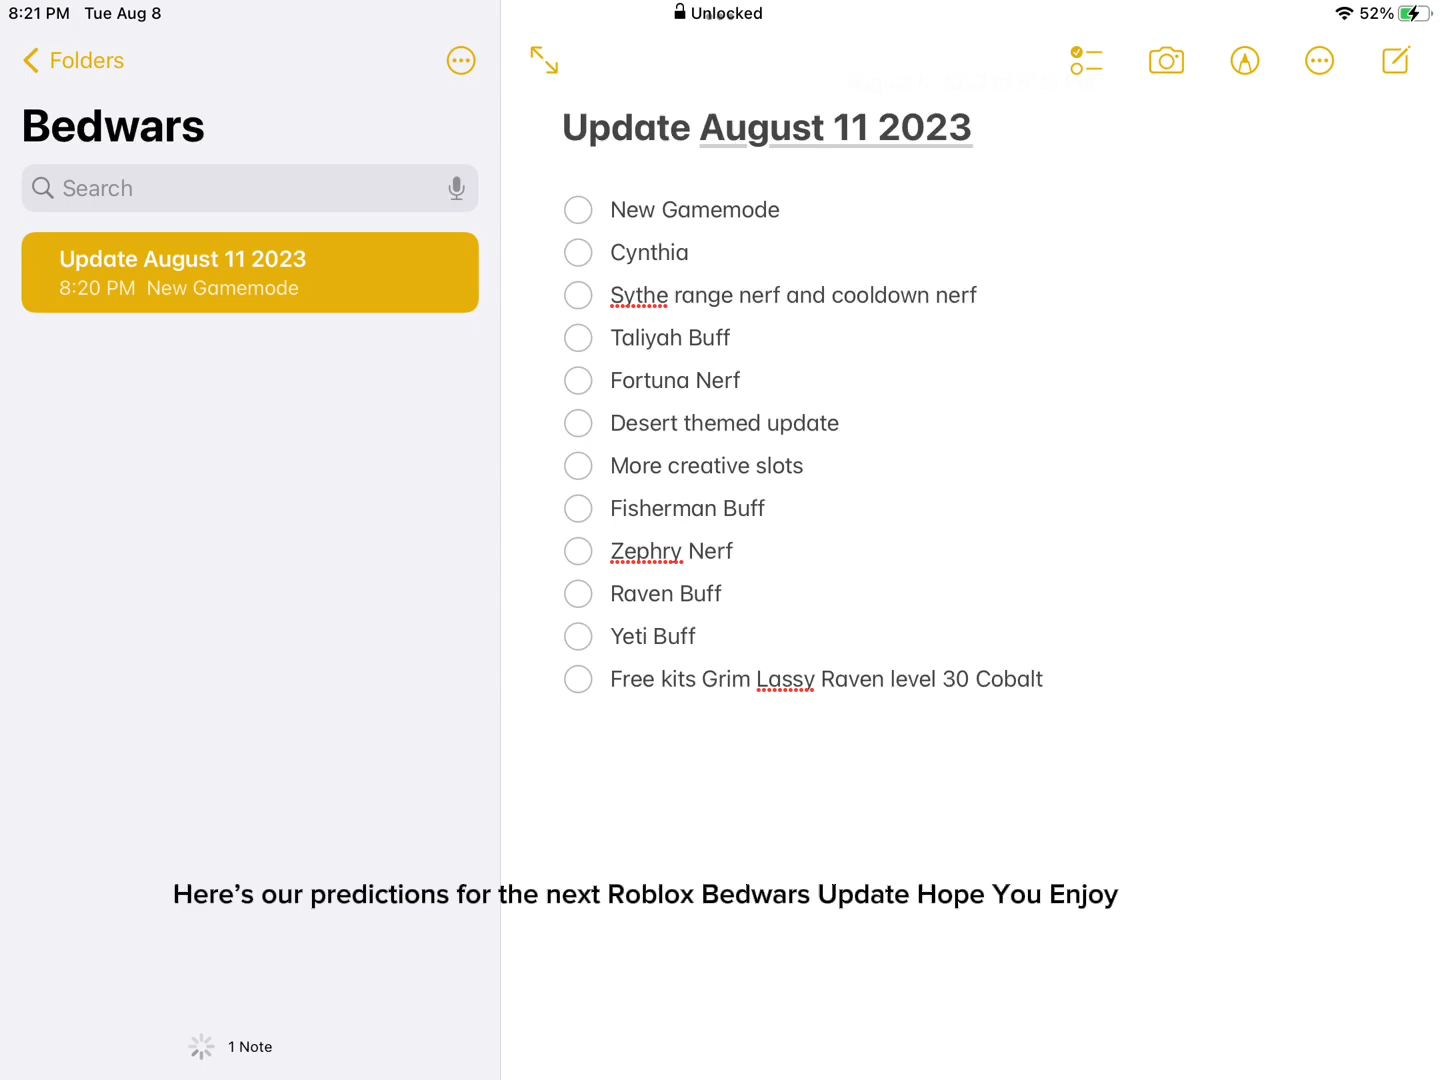 8:21 PM Tue Aug 8
Unlocked
52%
Folders
Bedwars
Search
Update August 11 2023
8:20 PM New Gamemode
1 Note
Update August 11 2023
New Gamemode
Cynthia
Sythe range nerf and cooldown nerf
Taliyah Buff
Fortuna Nerf
Desert themed update
More creative slots
Fisherman Buff
Zephry Nerf
Raven Buff
Yeti Buff
Free kits Grim Lassy Raven level 30 Cobalt
Here’s our predictions for the next Roblox Bedwars Update Hope You Enjoy